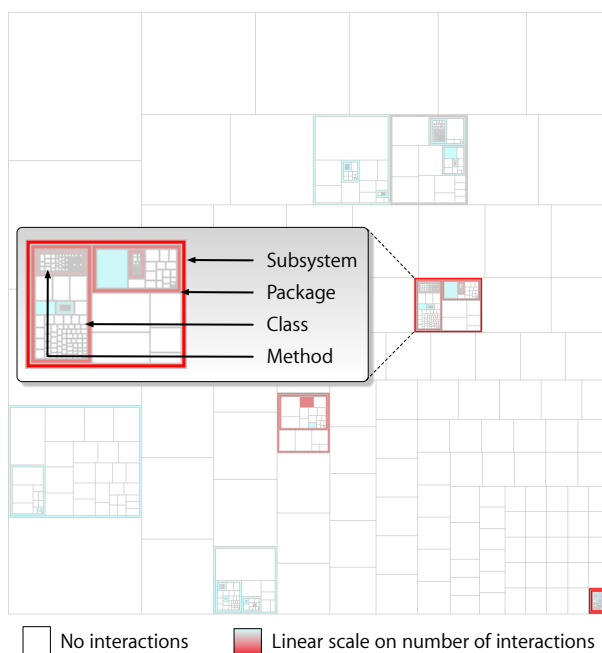 Subsystem
Package
Class
Method
No interactions
Linear scale on number of interactions